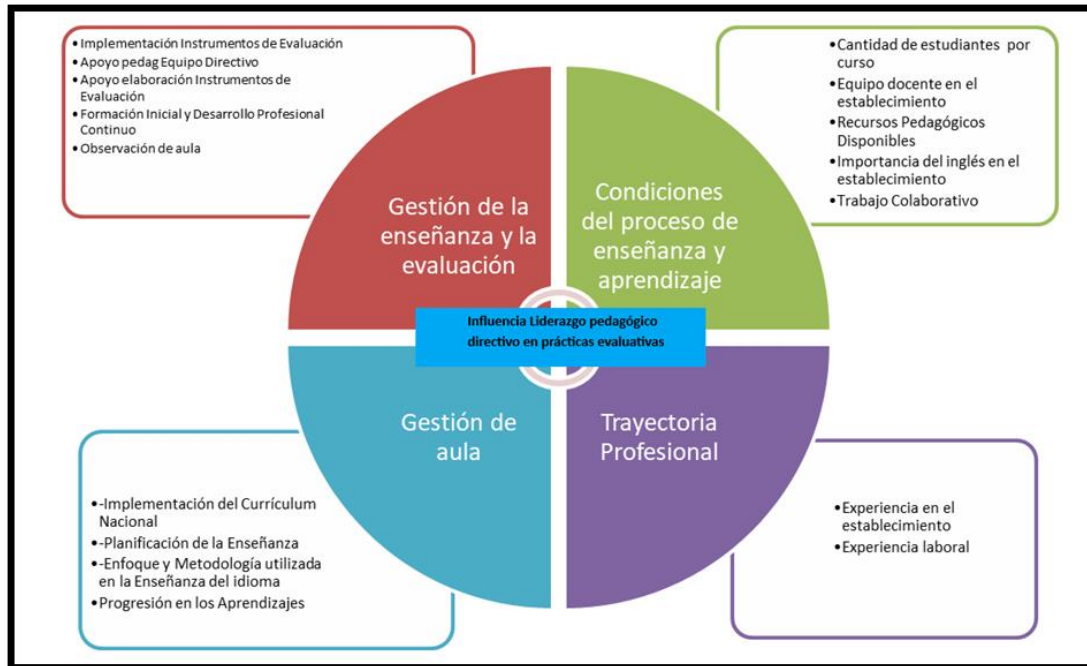 •Implementación Instrumentos de Evaluación
•Apoyo pedag Equipo Directivo
•Apoyo elaboración Instrumentos de
Evaluación
•Formación Inicial y Desarrollo Profesional
Continuo
•Observación de aula
•Cantidad de estudiantes por
curso
•Equipo docente en el
establecimiento
•Recursos Pedagógicos
Disponibles
•Importancia del inglés en el
establecimiento
•Trabajo Colaborativo
Gestión de la
enseñanza y la
evaluación
Condiciones
del proceso de
enseñanza y
aprendizaje
Influencia Liderazgo pedagógico
directivo en prácticas evaluativas
Gestión de
aula
Trayectoria
Profesional
•-Implementación del Currículum
Nacional
•-Planificación de la Enseñanza
•-Enfoque y Metodología utilizada
en la Enseñanza del idioma
•Progresión en los Aprendizajes
•Experiencia en el
establecimiento
•Experiencia laboral